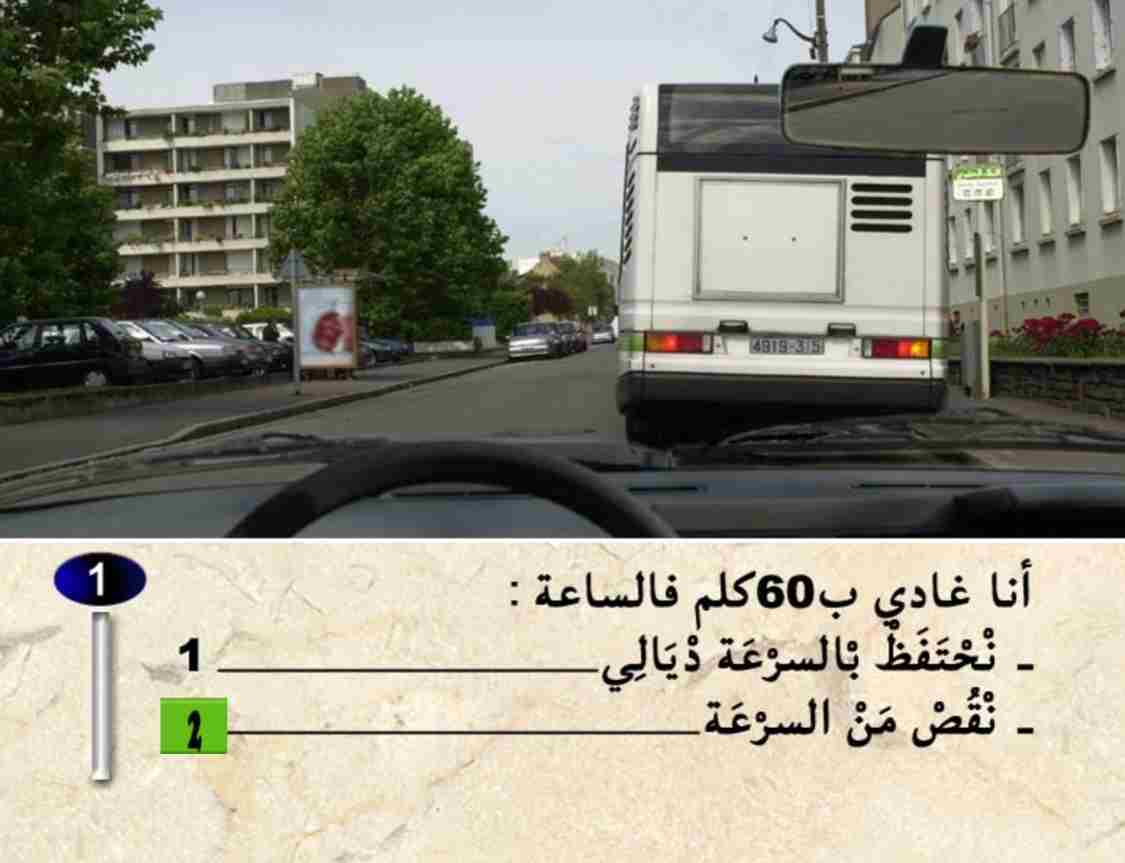 4919-315
1
أنا غادي ب60كلم فالساعة :
- نْحْتَفَظْ بْالسرْعَة دْيَالِي 1
- نْقُصْ مَنْ السرْعَة 2